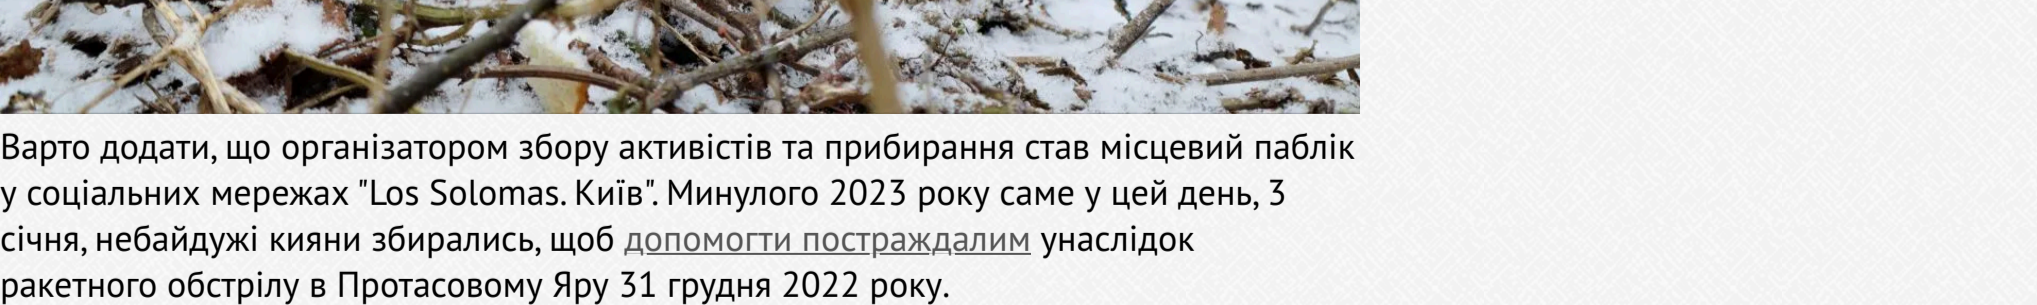 Варто додати, що організатором збору активістів та прибирання став місцевий паблік
у соціальних мережах "Los Solomas. Київ". Минулого 2023 року саме у цей день, 3
січня, небайдужі кияни збирались, щоб допомогти постраждалим унаслідок
ракетного обстрілу в Протасовому Яру 31 грудня 2022 року.